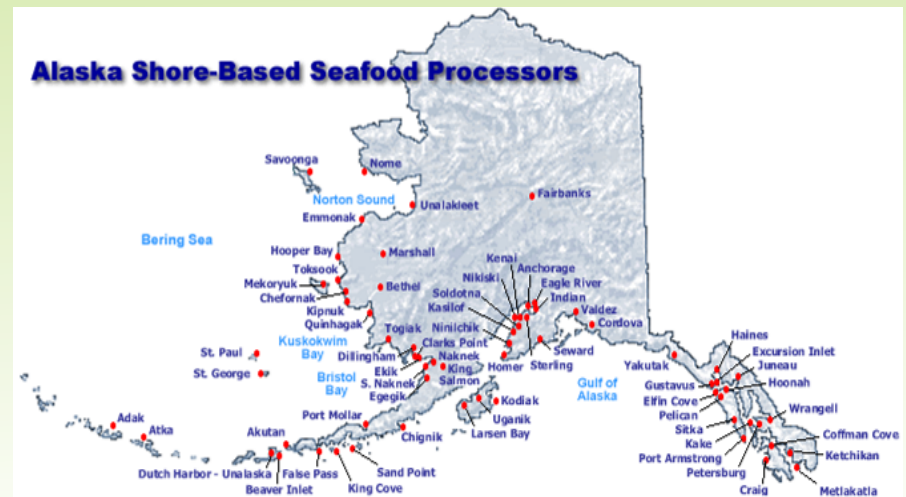 Alaska Shore-Based Seafood Processors
Savoonga
Nome
Norton Sound
Unalakleet
Fairbanks
Emmonak
Bering Sea
Hooper Bay
Marshall
Toksook
Mekoryuk
Bethel
Chefornak
Kipnuk
Quinhagak
Kenai
Anchorage
Nikiski
Eagle River
Soldotna
Indian
Kasilof
Valdez
Ninilchik
Cordova
Togiak
Clarks Point
Kuskokwim
Bay
Dillingham
Naknek
Ekik
King
Salmon
S. Naknek
Egegik
Bristol
Bay
Homer
Seward
Sterling
Gulf of
Alaska
St. Paul
St. George
Yakutak
Haines
Excursion Inlet
Juneau
Gustavus
Hoonah
Elfin Cove
Pelican
Wrangell
Sitka
Kake
Coffman Cove
Port Armstrong
Ketchikan
Petersburg
Craig
Metlakatla
Kodiak
Uganik
Larsen Bay
Port Mollar
Chignik
Adak
Atka
Akutan
Dutch Harbor - Unalaska
False Pass
Sand Point
Beaver Inlet
King Cove